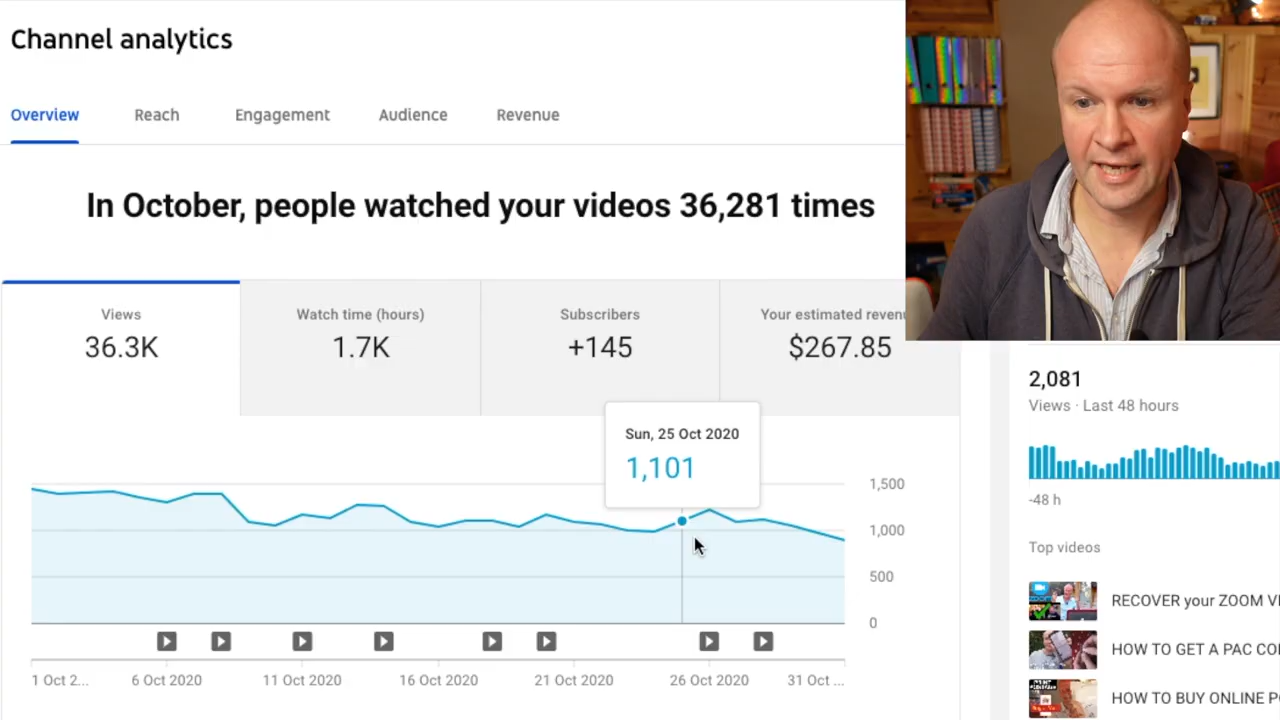 Channel analytics
Overview
Reach
Engagement
Audience
Revenue
In October, people watched your videos 36,281 times
Views
36.3K
Watch time (hours)
1.7K
Subscribers
+145
Your estimated revenu
$267.85
Sun, 25 Oct 2020
1,101
1,500
1,000
500
0
1 Oct 2...
6 Oct 2020
11 Oct 2020
16 Oct 2020
21 Oct 2020
26 Oct 2020
31 Oct ...
2,081
Views · Last 48 hours
-48 h
Top videos
RECOVER your ZOOM
HOW TO GET A PAC
HOW TO BUY ONLINE